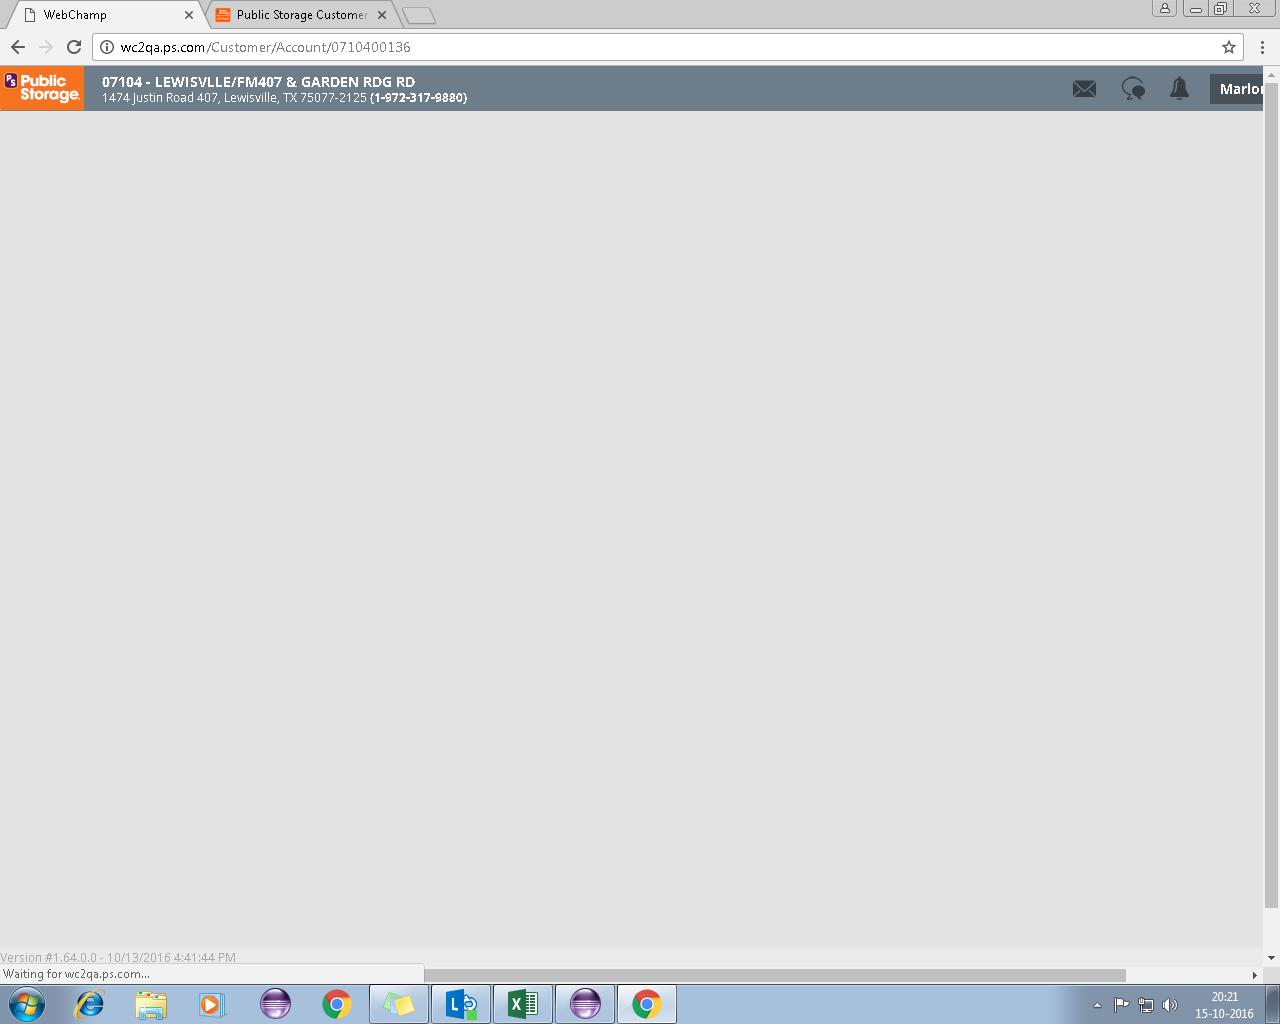 WebChamp
Public Storage Customer
wc2qa.ps.com/Customer/Account/0710400136
PS Public
Storage.
07104 - LEWISVLLE/FM407 & GARDEN RDG RD
1474 Justin Road 407, Lewisville, TX 75077-2125 (1-972-317-9880)
Marlo
Version #1.64.0.0 - 10/13/2016 4:41:44 PM
Waiting for wc2qa.ps.com...
20:21
15-10-2016